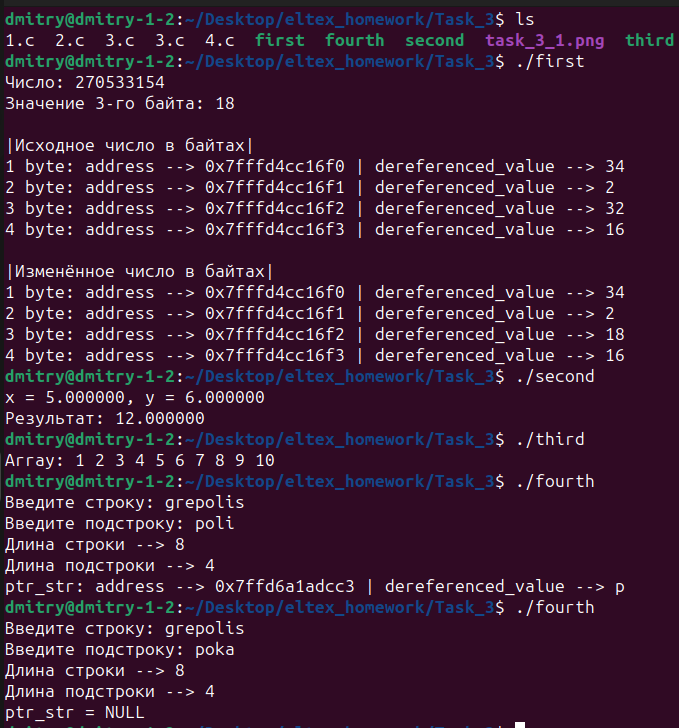 dmitry@dmitry-1-2:~/Desktop/eltex_homework/Task_3$ ls
1.c  2.c  3.c  3.c  4.c  first  fourth  second  task_3_1.png  third
dmitry@dmitry-1-2:~/Desktop/eltex_homework/Task_3$ ./first
Число: 270533154
Значение 3-го байта: 18
|Исходное число в байтах|
1 byte: address --> 0x7fffd4cc16f0 | dereferenced_value --> 34
2 byte: address --> 0x7fffd4cc16f1 | dereferenced_value --> 2
3 byte: address --> 0x7fffd4cc16f2 | dereferenced_value --> 32
4 byte: address --> 0x7fffd4cc16f3 | dereferenced_value --> 16
|Изменённое число в байтах|
1 byte: address --> 0x7fffd4cc16f0 | dereferenced_value --> 34
2 byte: address --> 0x7fffd4cc16f1 | dereferenced_value --> 2
3 byte: address --> 0x7fffd4cc16f2 | dereferenced_value --> 18
4 byte: address --> 0x7fffd4cc16f3 | dereferenced_value --> 16
dmitry@dmitry-1-2:~/Desktop/eltex_homework/Task_3$ ./second
x = 5.000000, y = 6.000000
Результат: 12.000000
dmitry@dmitry-1-2:~/Desktop/eltex_homework/Task_3$ ./third
Array: 1 2 3 4 5 6 7 8 9 10
dmitry@dmitry-1-2:~/Desktop/eltex_homework/Task_3$ ./fourth
Введите строку: grepolis
Введите подстроку: poli
Длина строки --> 8
Длина подстроки --> 4
ptr_str: address --> 0x7ffd6a1adcc3 | dereferenced_value --> p
dmitry@dmitry-1-2:~/Desktop/eltex_homework/Task_3$ ./fourth
Введите строку: grepolis
Введите подстроку: poka
Длина строки --> 8
Длина подстроки --> 4
ptr_str = NULL